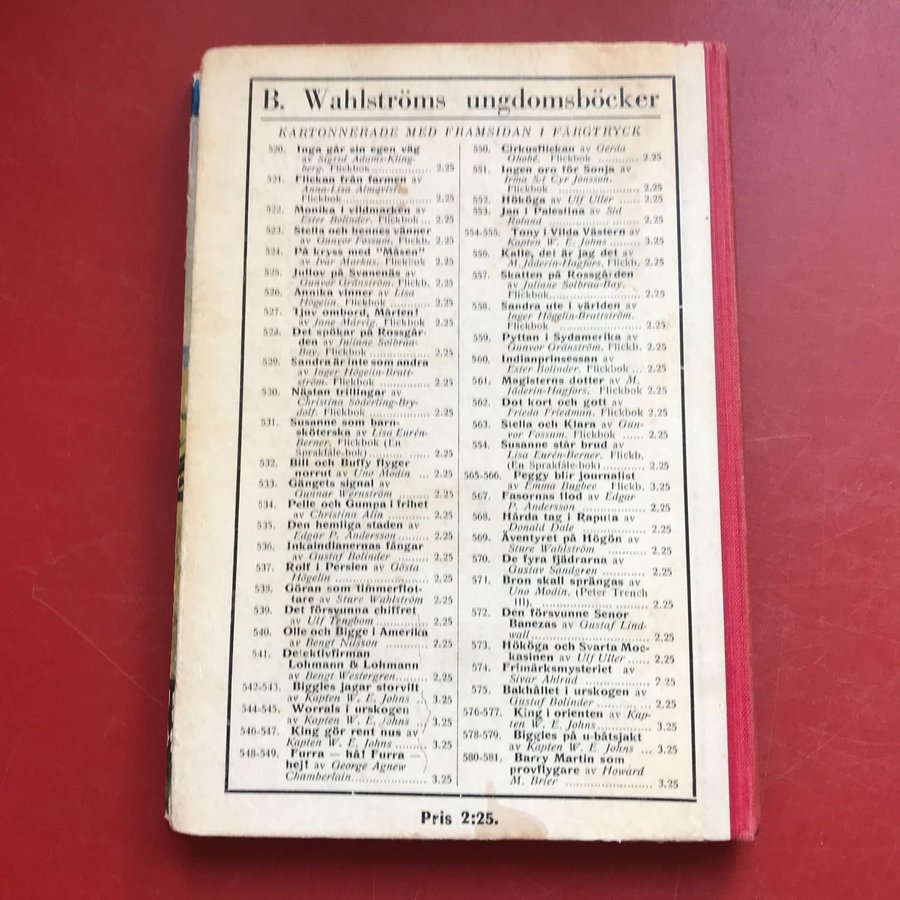 B. Wahlströms ungdomsböcker
KARTONNERADE MED FRAMSIDAN I FÄRGTRYCK
520. Inga går sin egen väg
av Sigrid Adams-Kling-
berg. Flickbok ........ 2.25
521. Flickan från farmen av
Anna-Lisa Almqvist.
Flickbok ........ 2.25
522. Monika i vildmarken av
Ester Bolinder. Flickbok ... 2.25
523. Stella och hennes vänner
av Gunvor Fossum. Flickb. 2.25
524. På kryss med "Måsen"
av Ivar Markus. Flickb. 2.25
525. Jullov på Svanenäs av
Gunvor Gränström. Flickb. 2.25
526. Annika vinner av Lisa
Högelin. Flickbok ........ 2.25
527. Tjuv ombord, Mårten!
av Jane Märvig. Flickbok 2.25
528. Det spökar på Rossgår-
den av Juliane Solbraa-
Bay. Flickbok ........ 2.25
529. Sandra är inte som andra
av Inger Högelin-Bratt-
ström. Flickbok ........ 2.25
530. Nästan trillingar av
Christina Söderling-Bry-
dolf. Flickbok ........ 2.25
531. Susanne som barn-
sköterska av Lisa Eurén-
Berner. Flickbok (En
Språkfåle-bok) ........ 2.25
532. Bill och Buffy flyger
norrut av Uno Modin ... 2.25
533. Gängets signal av
Gunnar Wernström ........ 2.25
534. Pelle och Gumpa i frihet
av Christina Alin ........ 2.25
535. Den hemliga staden av
Edgar P. Andersson ........ 2.25
536. Inkaindianernas fångar
av Gustaf Bolinder ........ 2.25
537. Rolf i Persien av Gösta
Högelin ........ 2.25
538. Göran som timmerflot-
tare av Sture Wahlström 2.25
539. Det försvunna chiffret
av Ulf Tengbom ........ 2.25
540. Olle och Bigge i Amerika
av Bengt Nilsson ........ 2.25
541. Detektivfirman
Lohmann & Lohmann
av Bengt Westergren ........ 2.25
542-543. Biggles jagar storvilt
av Kapten W. E. Johns ... 3.25
544-545. Worrals i urskogen
av Kapten W. E. Johns ... 3.25
546-547. King gör rent hus av
Kapten W. E. Johns ........ 3.25
548-549. Furra — hå! Furra —
hej! av George Agnew
Chamberlain ........ 3.25
550. Cirkusflickan av Gerda
Ghobé. Flickbok ........ 2.25
551. Ingen oro för Sonja av
Irma Sit Cyr Jonsson.
Flickbok ........ 2.25
552. Hököga av Ulf Uller ...... 2.25
553. Jan i Palestina av Sid
Roland ........ 2.25
554-555. Tony i Vilda Västern av
Kapten W. E. Johns ........ 3.25
556. Kalle, det är jag det av
M. Jäderin-Hagfors. Flickb. 2.25
557. Skatten på Rossgården
av Juliane Solbraa-Bay.
Flickbok ........ 2.25
558. Sandra ute i världen av
Inger Högelin-Brattström.
Flickbok ........ 2.25
559. Pyttan i Sydamerika av
Gunvor Gränström. Flickb. 2.25
560. Indianprinsessan av
Ester Bolinder. Flickbok ... 2.25
561. Magisterns dotter av M.
Jäderin-Hagfors. Flickbok 2.25
562. Dott kort och gott av
Frieda Friedman. Flickbok 2.25
563. Stella och Klara av Gun-
vor Fossum. Flickbok ...... 2.25
554. Susanne står brud av
Lisa Eurén-Berner. Flickb.
(En Språkfåle-bok) ........ 2.25
565-566. Peggy blir journalist
av Emma Bugbee Flickb. 3.25
567. Fasornas flod av Edgar
P. Andersson ........ 2.25
568. Hårda tag i Raputa av
Donald Dale ........ 2.25
569. Äventyret på Högön av
Sture Wahlström ........ 2.25
570. De fyra fjädrarna av
Gustav Sandgren ........ 2.25
571. Bron skall sprängas av
Uno Modin. (Peter Trench
III). ........ 2.25
572. Den försvunne Senor
Banezas av Gustaf Lind-
wall ........ 2.25
573. Hököga och Svarta Moc-
kasinen av Ulf Uller ...... 2.25
574. Frimärksmysteriet av
Sivar Ahlrud ........ 2.25
575. Bakhållet i urskogen av
Gustaf Bolinder ........ 2.25
576-577. King i orienten av Kap-
ten W. E. Johns ........ 3.25
578-579. Biggles på u-båtsjakt
av Kapten W. E. Johns ... 3.25
580-581. Barry Martin som
provflygare av Howard
M. Brier ........ 3.25
Pris 2:25.